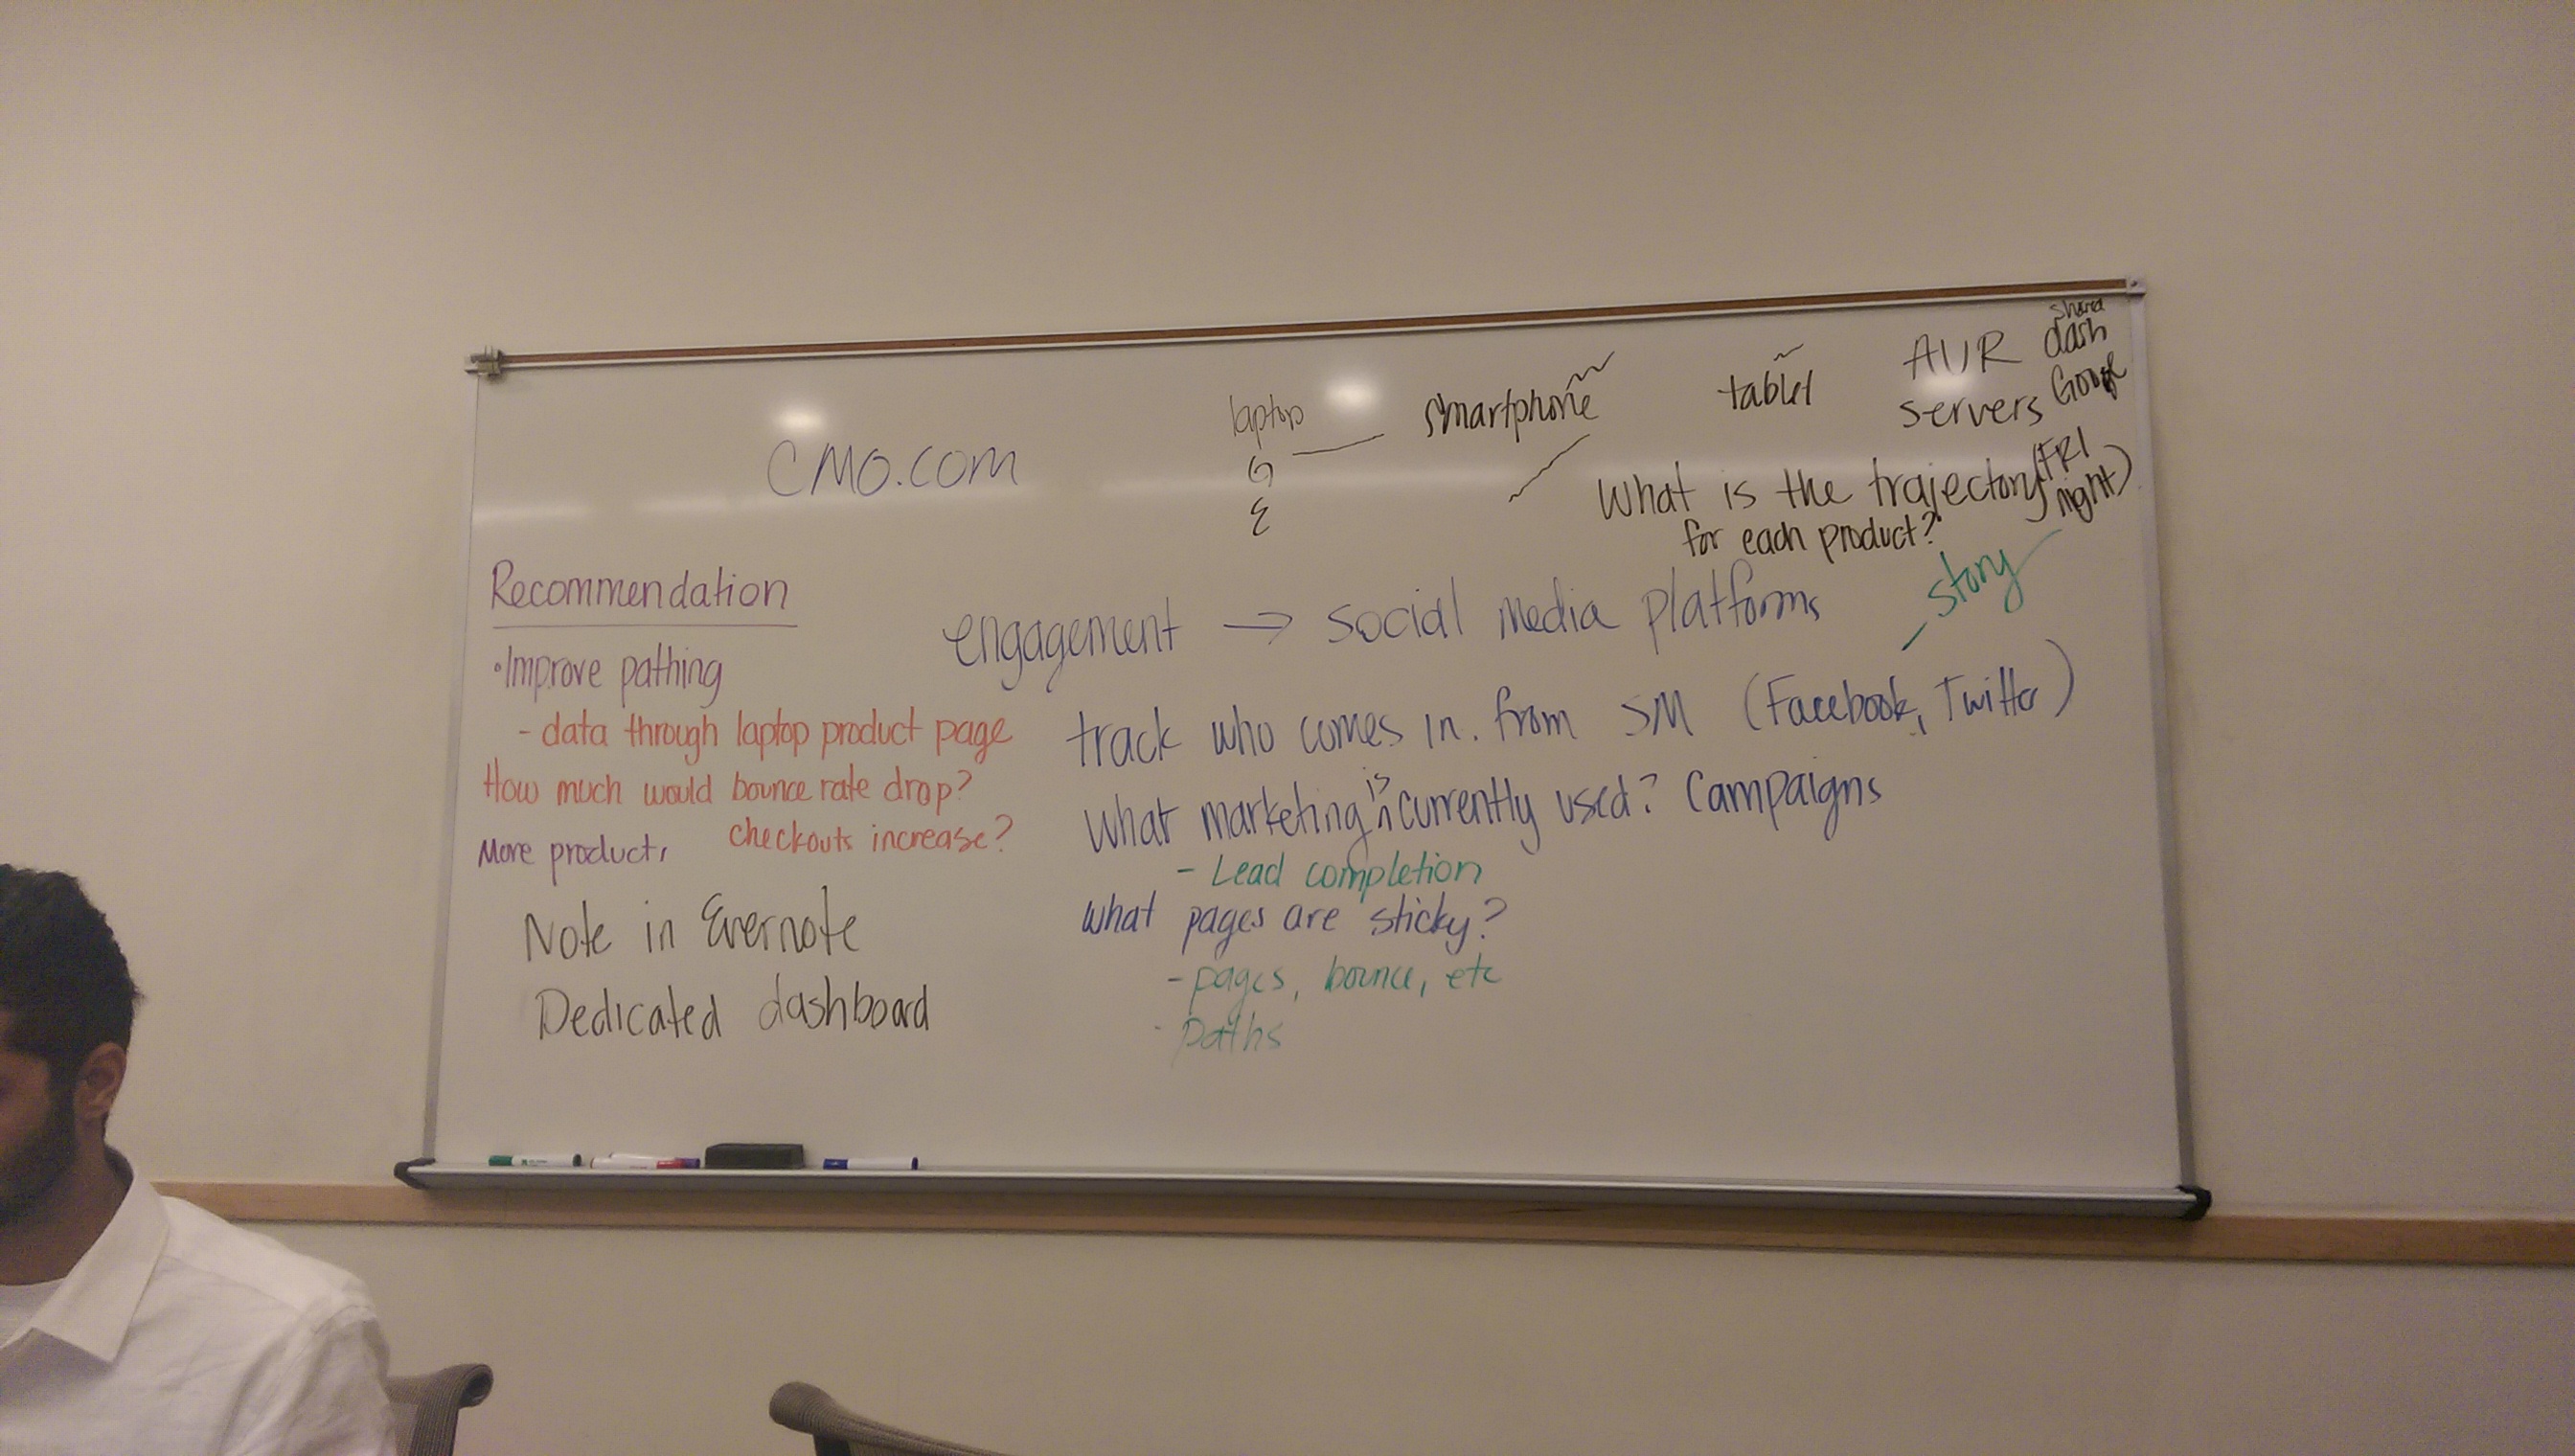 shared
dash
AUR
Google
laptop
smartphone
tablet
servers
CMO.com
G
E
What is the trajectory
(FRI
night)
for each product?
story
Recommendation
engagement → social media platforms
•Improve pathing
- data through laptop product page
track who comes in. from SM (Facebook, Twitter)
How much would bounce rate drop?
checkouts increase?
What marketing is currently used? Campaigns
More products
- Lead completion
what pages are sticky?
Note in Evernote
- pages, bounce, etc
Dedicated dashboard
- paths